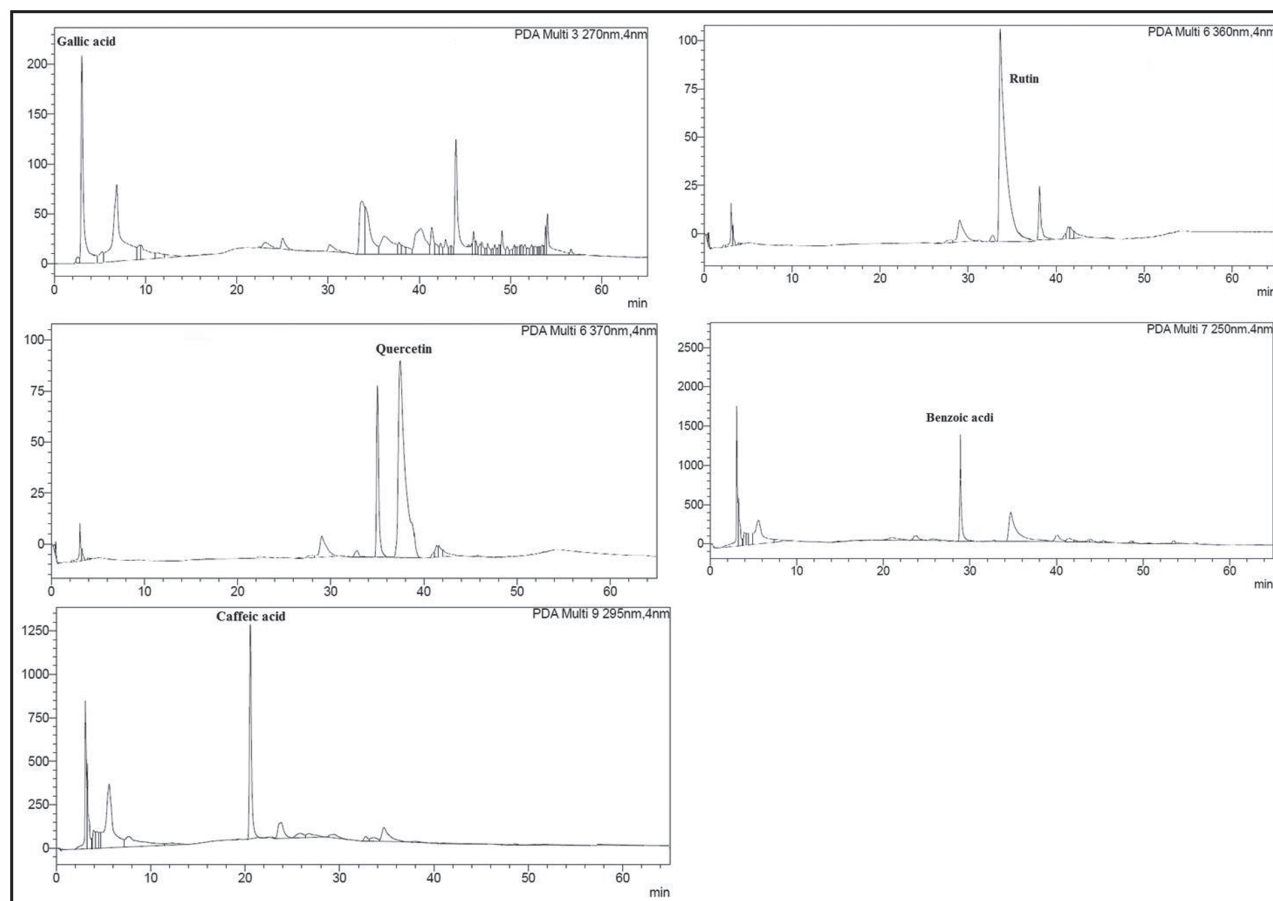 PDA Multi 3 270nm,4nm
Gallic acid
200
150
100
50
0
0 10 20 30 40 50 60
min
PDA Multi 6 360nm,4nm
100
Rutin
75
50
25
0
0 10 20 30 40 50 60
min
PDA Multi 6 370nm,4nm
100
Quercetin
75
50
25
0
0 10 20 30 40 50 60
min
PDA Multi 7 250nm.4nm
2500
2000
1500
Benzoic acdi
1000
500
0
0 10 20 30 40 50 60
min
PDA Multi 9 295nm,4nm
Caffeic acid
1250
1000
750
500
250
0
0 10 20 30 40 50 60
min